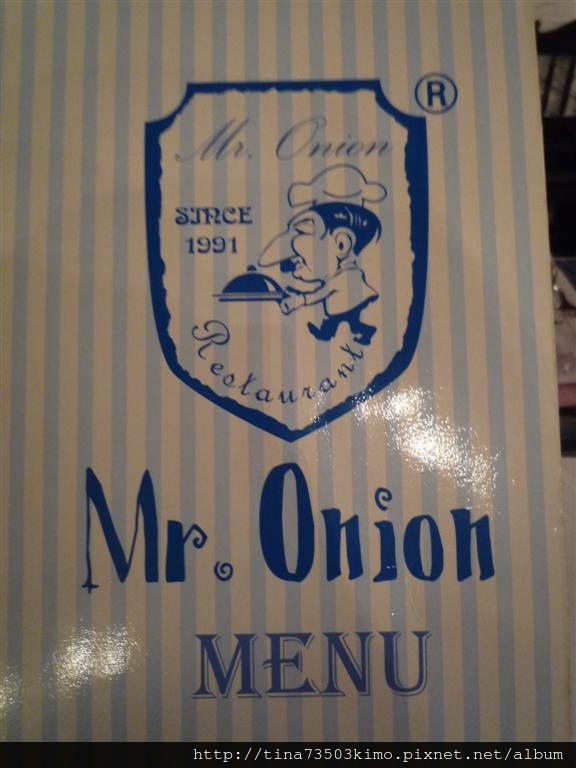 ®
Mr. Onion
SINCE
1991
Restaurant
Mr. Onion
MENU
http://tina73503kimo.pixnet.net/album